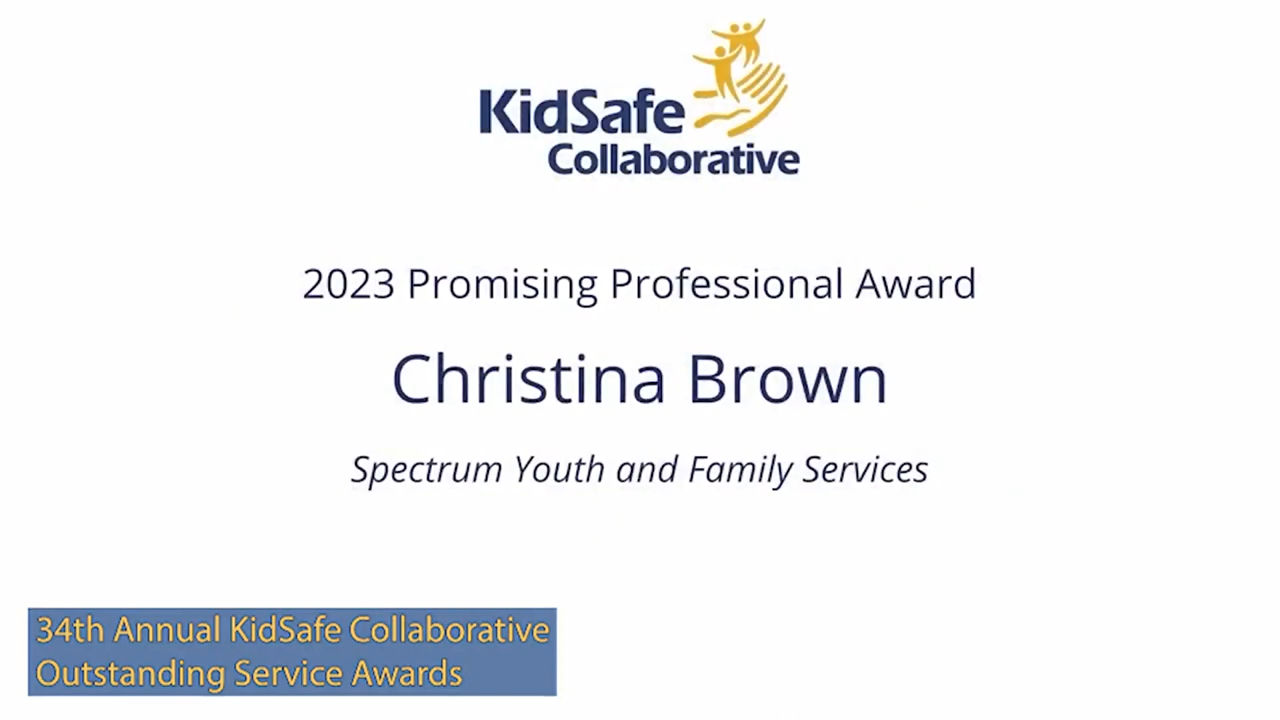 KidSafe
Collaborative
2023 Promising Professional Award
Christina Brown
Spectrum Youth and Family Services
34th Annual KidSafe Collaborative
Outstanding Service Awards